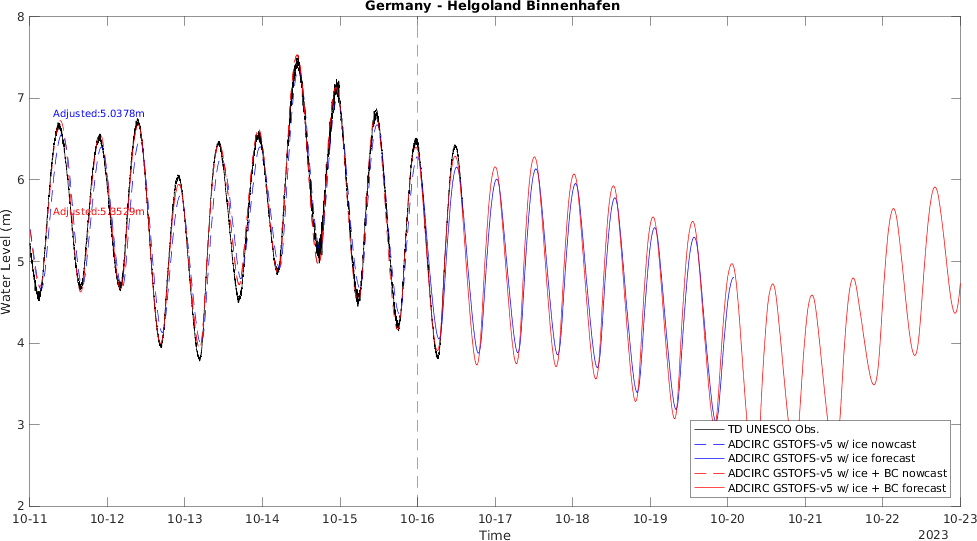 Germany - Helgoland Binnenhafen
8
7
6
5
4
3
2
Water Level (m)
Adjusted:5.0378m
Adjusted:5.3529m
TD UNESCO Obs.
ADCIRC GSTOFS-v5 w/ ice nowcast
ADCIRC GSTOFS-v5 w/ ice forecast
ADCIRC GSTOFS-v5 w/ ice + BC nowcast
ADCIRC GSTOFS-v5 w/ ice + BC forecast
10-11 10-12 10-13 10-14 10-15 10-16 10-17 10-18 10-19 10-20 10-21 10-22 10-23
Time
2023